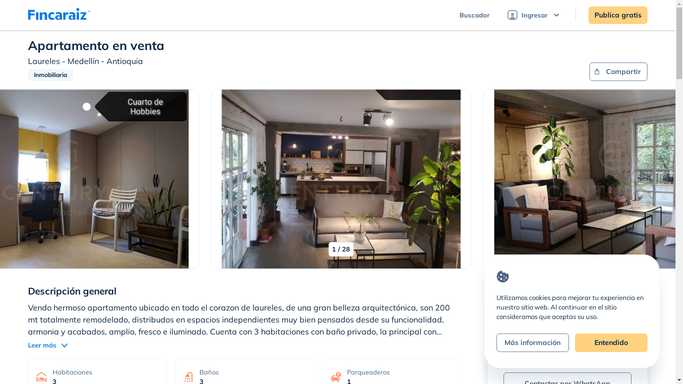 Fincaraíz
Buscador
Ingresar
Publica gratis
Apartamento en venta
Laureles - Medellín - Antioquia
Inmobiliaria
Compartir
Cuarto de
Hobbies
1 / 28
Descripción general
Vendo hermoso apartamento ubicado en todo el corazon de laureles, de una gran belleza arquitectónica, son 200
mt totalmente remodelado, distribuidos en espacios independientes muy bien pensados desde su funcionalidad,
armonia y acabados, amplio, fresco e iluminado. Cuenta con 3 habitaciones con baño privado, la principal con...
Leer más
Habitaciones
3
Baños
3
Parqueaderos
1
Utilizamos cookies para mejorar tu experiencia en
nuestro sitio web. Al continuar en el sitio
consideramos que aceptas su uso.
Más información
Entendido
Contactar por WhatsApp